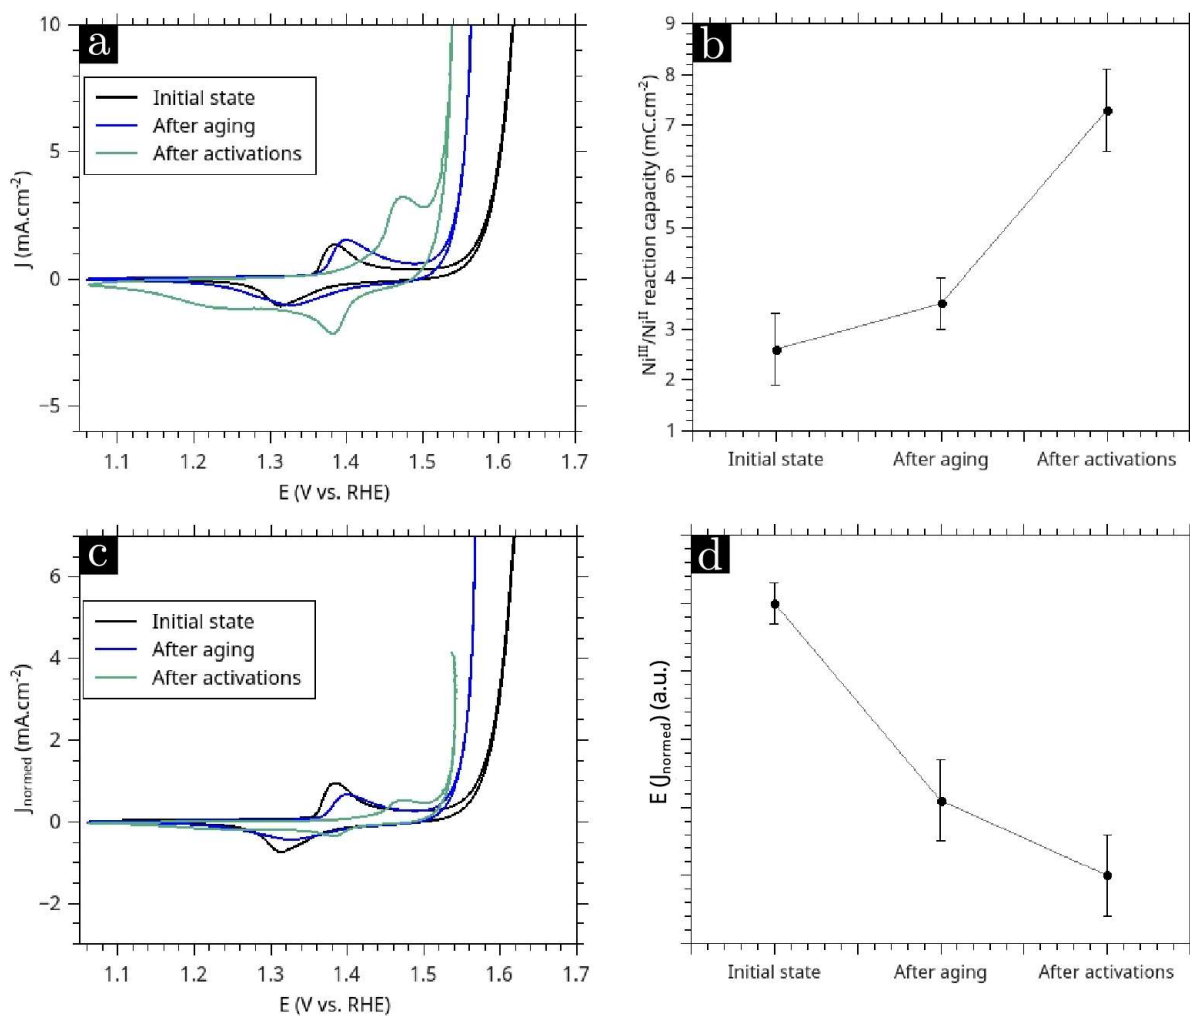 a
10
5
0
−5
J (mA.cm-2)
Initial state
After aging
After activations
1.1 1.2 1.3 1.4 1.5 1.6 1.7
E (V vs. RHE)
b
9
8
7
6
5
4
3
2
1
NiIII/NiII reaction capacity (mC.cm-2)
Initial state After aging After activations
c
6
4
2
0
−2
Jnormed (mA.cm-2)
Initial state
After aging
After activations
1.1 1.2 1.3 1.4 1.5 1.6 1.7
E (V vs. RHE)
d
E (Jnormed) (a.u.)
Initial state After aging After activations